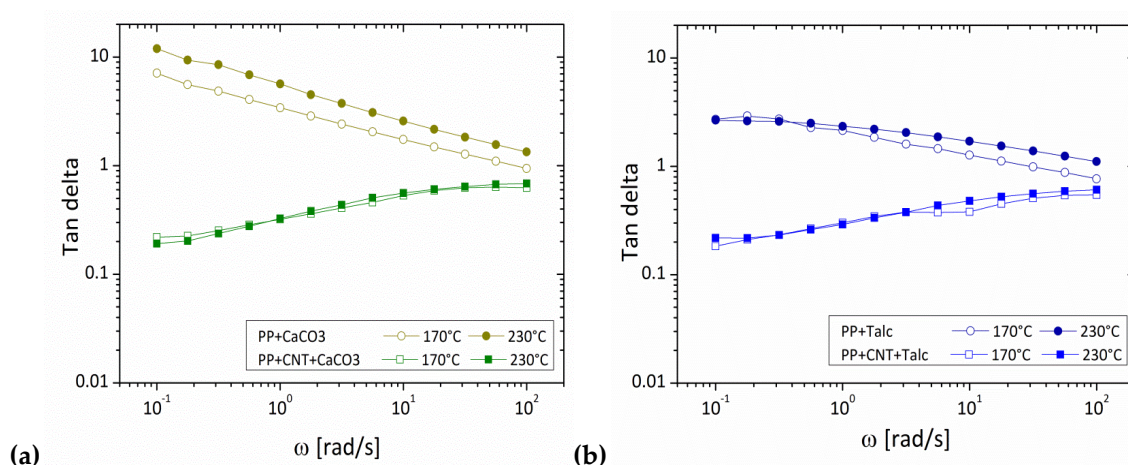 10
1
0.1
0.01
Tan delta
PP+CaCO3 170°C 230°C
PP+CNT+CaCO3 170°C 230°C
10⁻¹ 10⁰ 10¹ 10²
ω [rad/s]
(a)
10
1
0.1
0.01
Tan delta
PP+Talc 170°C 230°C
PP+CNT+Talc 170°C 230°C
10⁻¹ 10⁰ 10¹ 10²
ω [rad/s]
(b)